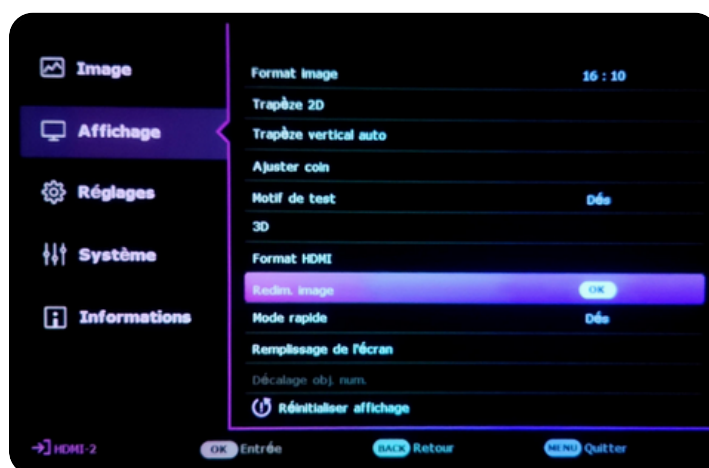 Image
Affichage
Réglages
Système
Informations
Format image 16 : 10
Trapèze 2D
Trapèze vertical auto
Ajuster coin
Motif de test Dés
3D
Format HDMI
Redim. image OK
Mode rapide Dés
Remplissage de l'écran
Décalage obj. num.
Réinitialiser affichage
HDMI-2 OK Entrée BACK Retour MENU Quitter